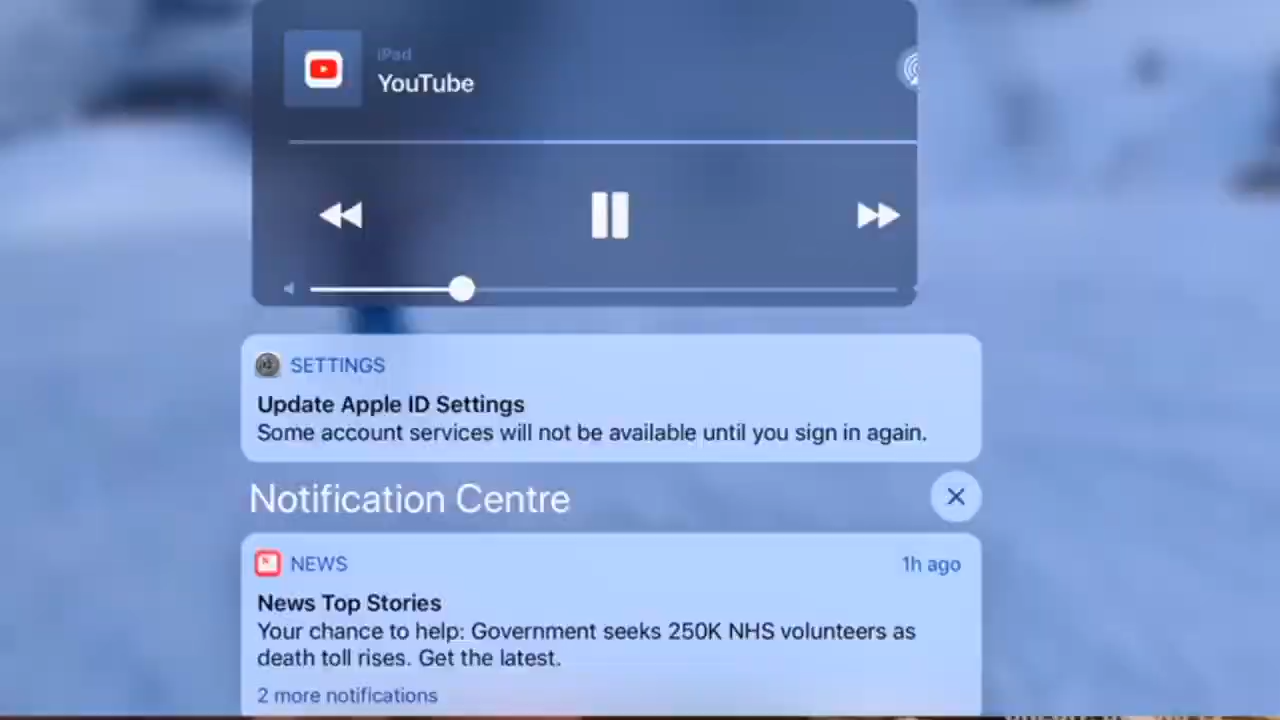 iPad
YouTube
SETTINGS
Update Apple ID Settings
Some account services will not be available until you sign in again.
Notification Centre
NEWS
1h ago
News Top Stories
Your chance to help: Government seeks 250K NHS volunteers as
death toll rises. Get the latest.
2 more notifications